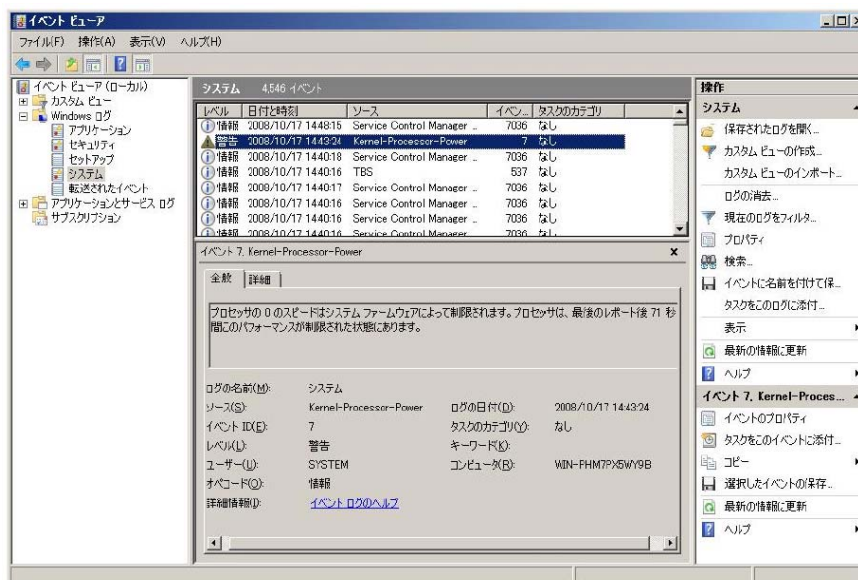 イベント ビューア
ファイル(F) 操作(A) 表示(V) ヘルプ(H)
イベント ビューア (ローカル)
カスタム ビュー
Windows ログ
アプリケーション
セキュリティ
セットアップ
システム
転送されたイベント
アプリケーションとサービス ログ
サブスクリプション
システム 4,546 イベント
レベル 日付と時刻 ソース イベン... タスクのカテゴリ
情報 2008/10/17 14:48:15 Service Control Manager ... 7036 なし
警告 2008/10/17 14:43:24 Kernel-Processor-Power 7 なし
情報 2008/10/17 14:40:18 Service Control Manager ... 7036 なし
情報 2008/10/17 14:40:16 TBS 537 なし
情報 2008/10/17 14:40:17 Service Control Manager ... 7036 なし
情報 2008/10/17 14:40:16 Service Control Manager ... 7036 なし
情報 2008/10/17 14:40:16 Service Control Manager ... 7036 なし
情報 2008/10/17 14:40:16 Service Control Manager ... 7036 なし
イベント 7, Kernel-Processor-Power
全般 詳細
プロセッサの 0 のスピードはシステム ファームウェアによって制限されます。プロセッサは、最後のレポート後 71 秒
間このパフォーマンスが制限された状態にあります。
ログの名前(M): システム
ソース(S): Kernel-Processor-Power ログの日付(D): 2008/10/17 14:43:24
イベント ID(E): 7 タスクのカテゴリ(Y): なし
レベル(L): 警告 キーワード(K):
ユーザー(U): SYSTEM コンピュータ(R): WIN-PHM7PX5WY9B
オペコード(O): 情報
詳細情報(I): イベント ログのヘルプ
操作
システム
保存されたログを開く...
カスタム ビューの作成...
カスタム ビューのインポート...
ログの消去...
現在のログをフィルタ...
プロパティ
検索...
イベントに名前を付けて保...
タスクをこのログに添付...
表示
最新の情報に更新
ヘルプ
イベント 7, Kernel-Proces...
イベントのプロパティ
タスクをこのイベントに添付...
コピー
選択したイベントの保存...
最新の情報に更新
ヘルプ